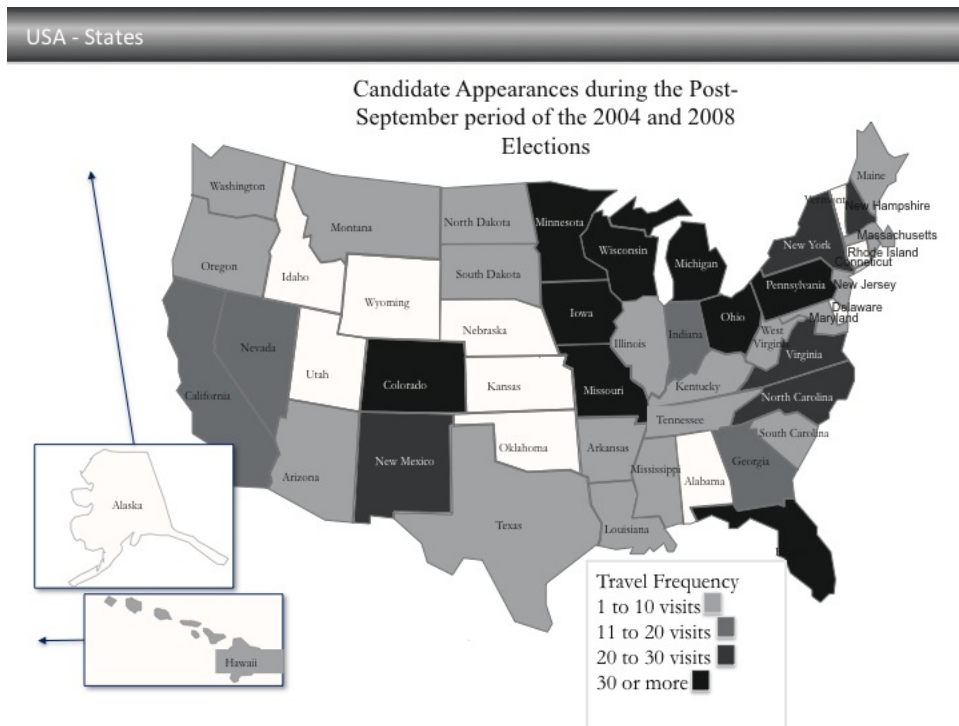 USA - States
Candidate Appearances during the Post-
September period of the 2004 and 2008
Elections
Washington
Montana
North Dakota
Minnesota
Maine
Vermont
New Hampshire
Oregon
Idaho
South Dakota
Wisconsin
Michigan
New York
Massachusetts
Rhode Island
Conneticut
Wyoming
Pennsylvania
New Jersey
Nebraska
Iowa
Ohio
Delaware
Maryland
Nevada
Utah
Colorado
Kansas
Illinois
Indiana
West
Virginia
Virginia
California
Missouri
Kentucky
North Carolina
Tennessee
South Carolina
Arizona
New Mexico
Oklahoma
Arkansas
Mississippi
Alabama
Georgia
Alaska
Texas
Louisiana
Hawaii
Travel Frequency
1 to 10 visits
11 to 20 visits
20 to 30 visits
30 or more